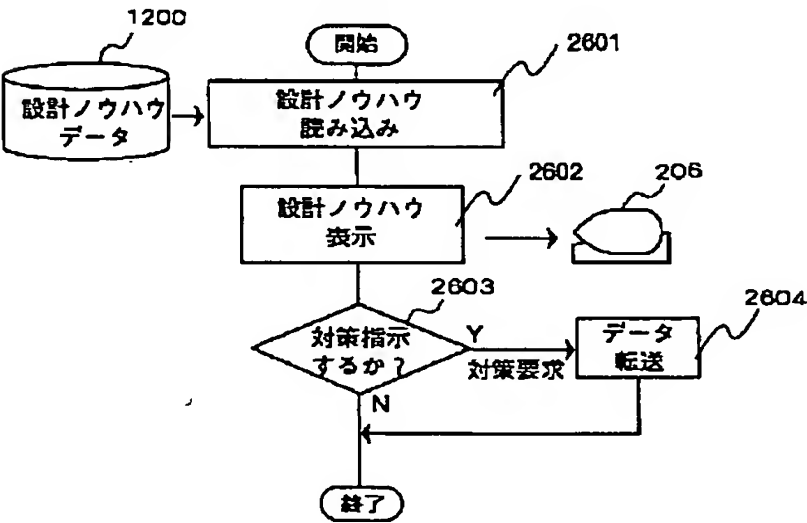 1200
開始
2601
設計ノウハウ
データ
設計ノウハウ
読み込み
2602
206
設計ノウハウ
表示
2603
2604
対策指示
するか？
Y
対策要求
データ
転送
N
終了